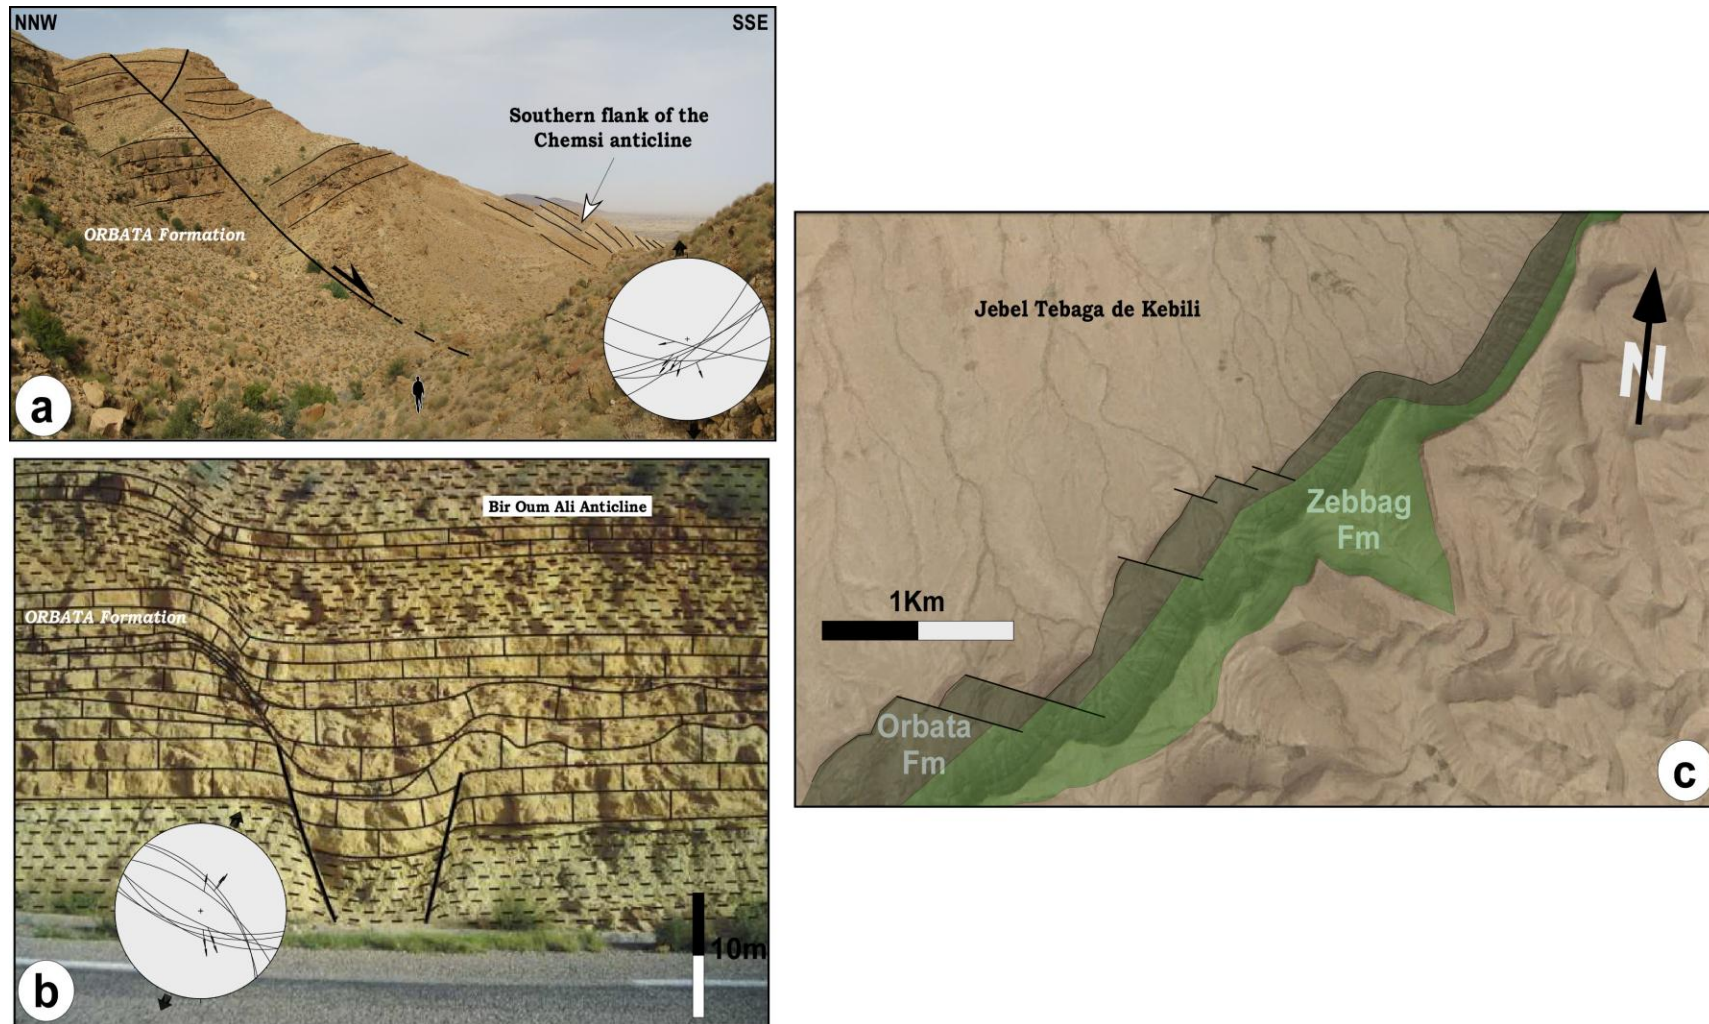 NNW
SSE
Southern flank of the
Chemsi anticline
ORBATA Formation
a
Bir Oum Ali Anticline
ORBATA Formation
10m
b
Jebel Tebaga de Kebili
N
Zebbag
Fm
1Km
Orbata
Fm
c